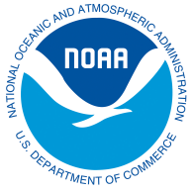 NATIONAL OCEANIC AND ATMOSPHERIC ADMINISTRATION
NOAA
U.S. DEPARTMENT OF COMMERCE